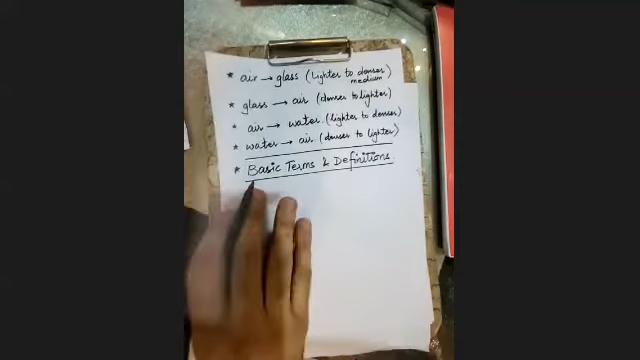 * air → glass (Lighter to denser medium)
* glass → air (denser to lighter)
* air → water. (lighter to denser)
* water → air. (denser to lighter)
* Basic Terms & Definitions.